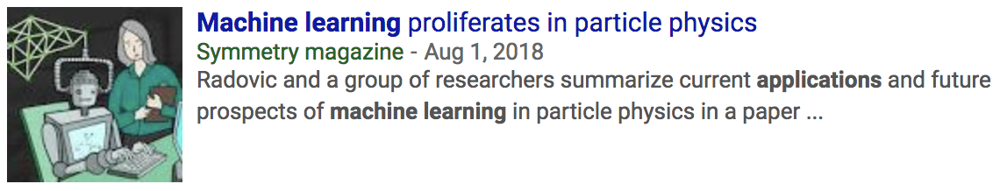 Machine learning proliferates in particle physics
Symmetry magazine - Aug 1, 2018
Radovic and a group of researchers summarize current applications and future
prospects of machine learning in particle physics in a paper ...